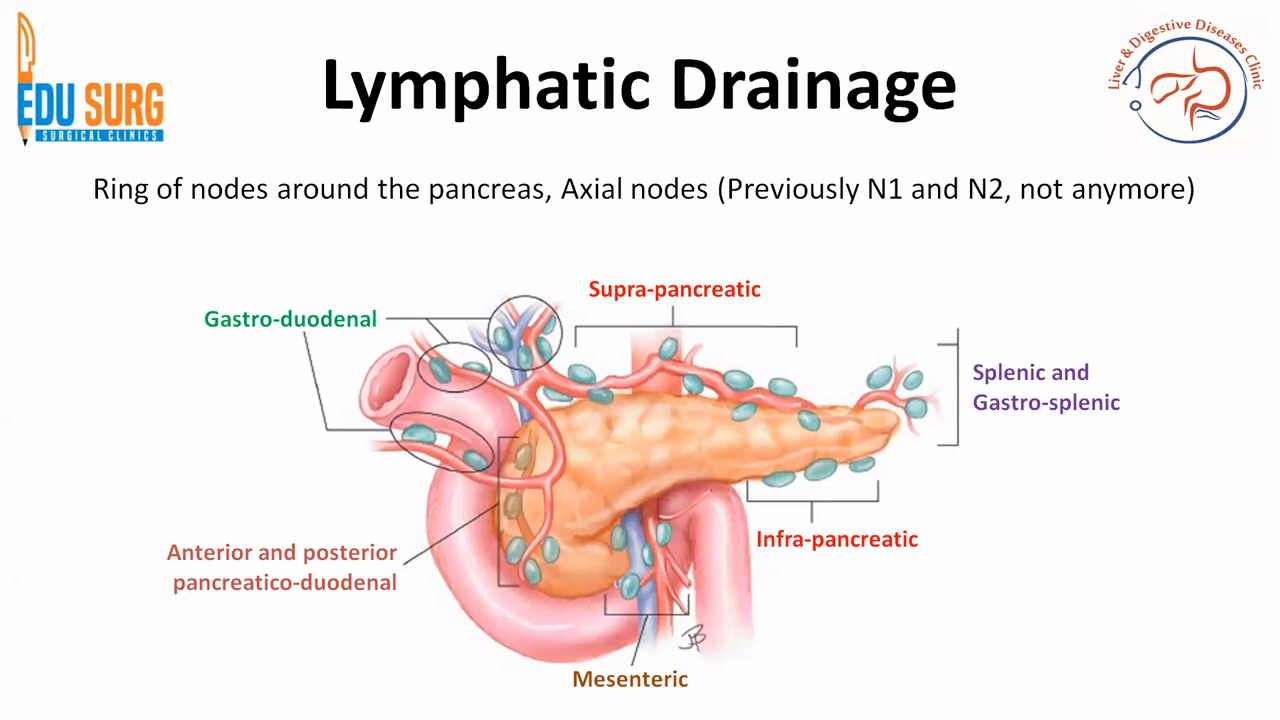 EDU SURG
SURGICAL CLINICS
Lymphatic Drainage
Liver & Digestive Diseases Clinic
Ring of nodes around the pancreas, Axial nodes (Previously N1 and N2, not anymore)
Supra-pancreatic
Gastro-duodenal
Splenic and
Gastro-splenic
Infra-pancreatic
Anterior and posterior
pancreatico-duodenal
Mesenteric